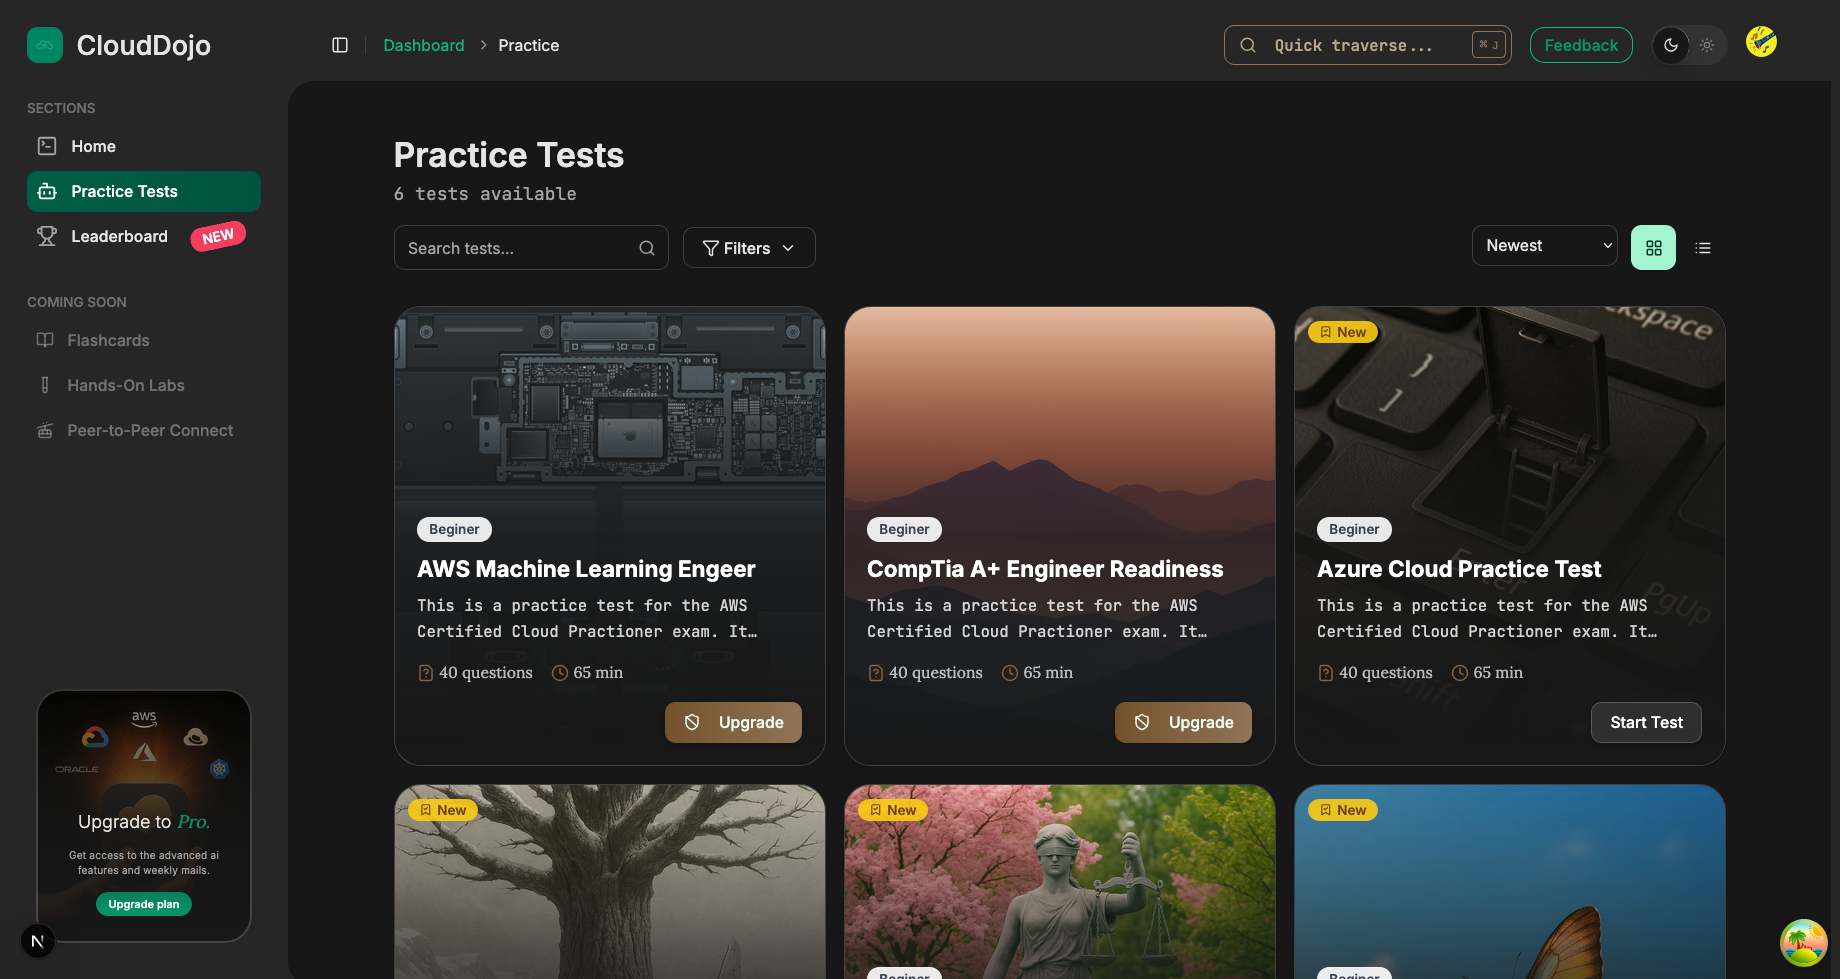 CloudDojo
Dashboard > Practice
Quick traverse... ⌘ J
Feedback
SECTIONS
Home
Practice Tests
Leaderboard NEW
COMING SOON
Flashcards
Hands-On Labs
Peer-to-Peer Connect
aws
ORACLE
Upgrade to Pro.
Get access to the advanced ai
features and weekly mails.
Upgrade plan
N
Practice Tests
6 tests available
Search tests...
Filters
Newest
Beginer
AWS Machine Learning Engeer
This is a practice test for the AWS
Certified Cloud Practioner exam. It…
40 questions 65 min
Upgrade
Beginer
CompTia A+ Engineer Readiness
This is a practice test for the AWS
Certified Cloud Practioner exam. It…
40 questions 65 min
Upgrade
New
kspace
}
]
Enter
PgUp
Shift
Beginer
Azure Cloud Practice Test
This is a practice test for the AWS
Certified Cloud Practioner exam. It…
40 questions 65 min
Start Test
New
New
Beginer
New
Beginer